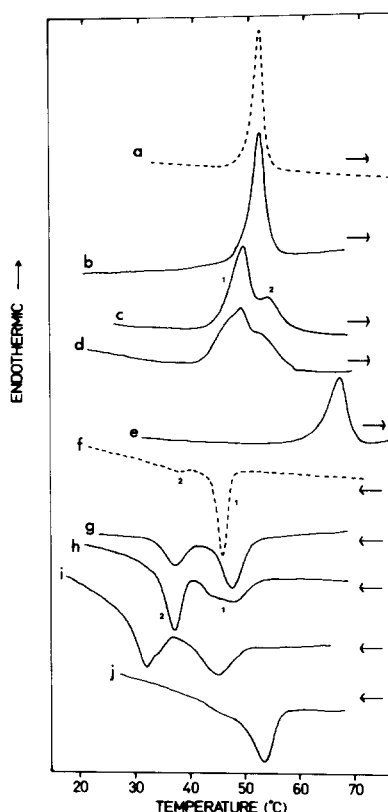 a
b
1
2
c
d
e
f
2
1
g
h
i
2
1
j
ENDOTHERMIC →
→
→
→
→
→
←
←
←
←
←
20 30 40 50 60 70
TEMPERATURE (°C)